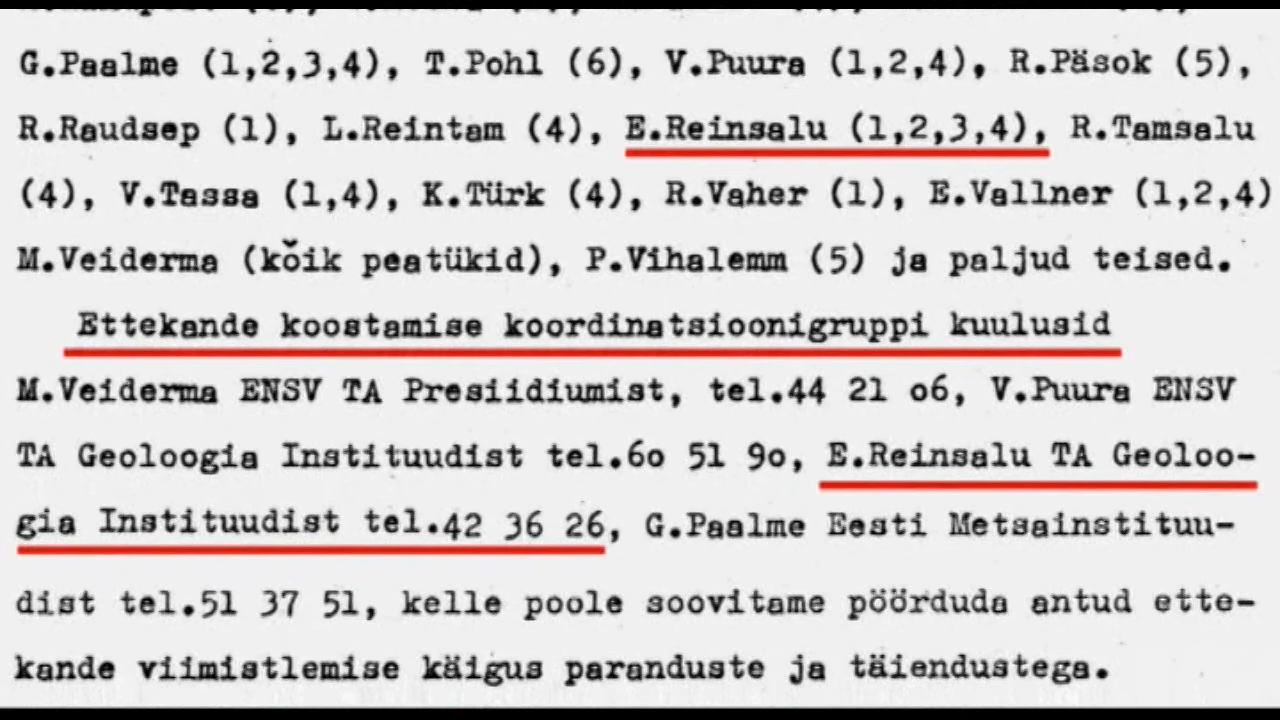 G.Paalme (1,2,3,4), T.Pohl (6), V.Puura (1,2,4), R.Päsok (5),
R.Raudsep (1), L.Reintam (4), E.Reinsalu (1,2,3,4), R.Tamsalu
(4), V.Tassa (1,4), K.Türk (4), R.Vaher (1), E.Vallner (1,2,4)
M.Veiderma (kõik peatükid), P.Vihalemm (5) ja paljud teised.
Ettekande koostamise koordinatsioonigruppi kuulusid
M.Veiderma ENSV TA Presiidiumist, tel.44 21 o6, V.Puura ENSV
TA Geoloogia Instituudist tel.6o 51 9o, E.Reinsalu TA Geoloo-
gia Instituudist tel.42 36 26, G.Paalme Eesti Metsainstituu-
dist tel.51 37 51, kelle poole soovitame pöörduda antud ette-
kande viimistlemise käigus paranduste ja täiendustega.